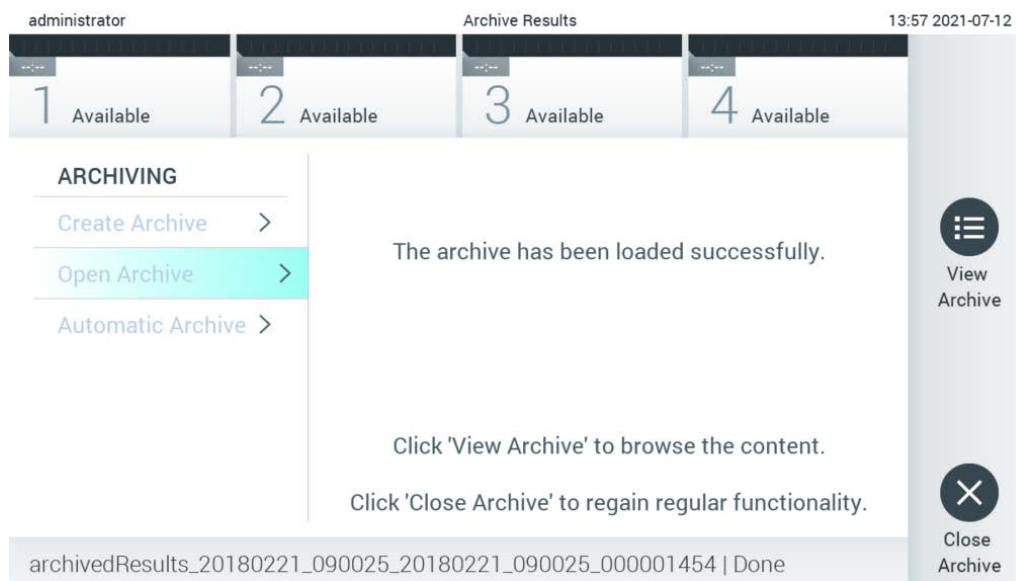 administrator Archive Results 13:57 2021-07-12
--:-- --:-- --:-- --:--
1 Available 2 Available 3 Available 4 Available
ARCHIVING
Create Archive
Open Archive
Automatic Archive
The archive has been loaded successfully.
Click 'View Archive' to browse the content.
Click 'Close Archive' to regain regular functionality.
View
Archive
Close
Archive
archivedResults_20180221_090025_20180221_090025_000001454 | Done